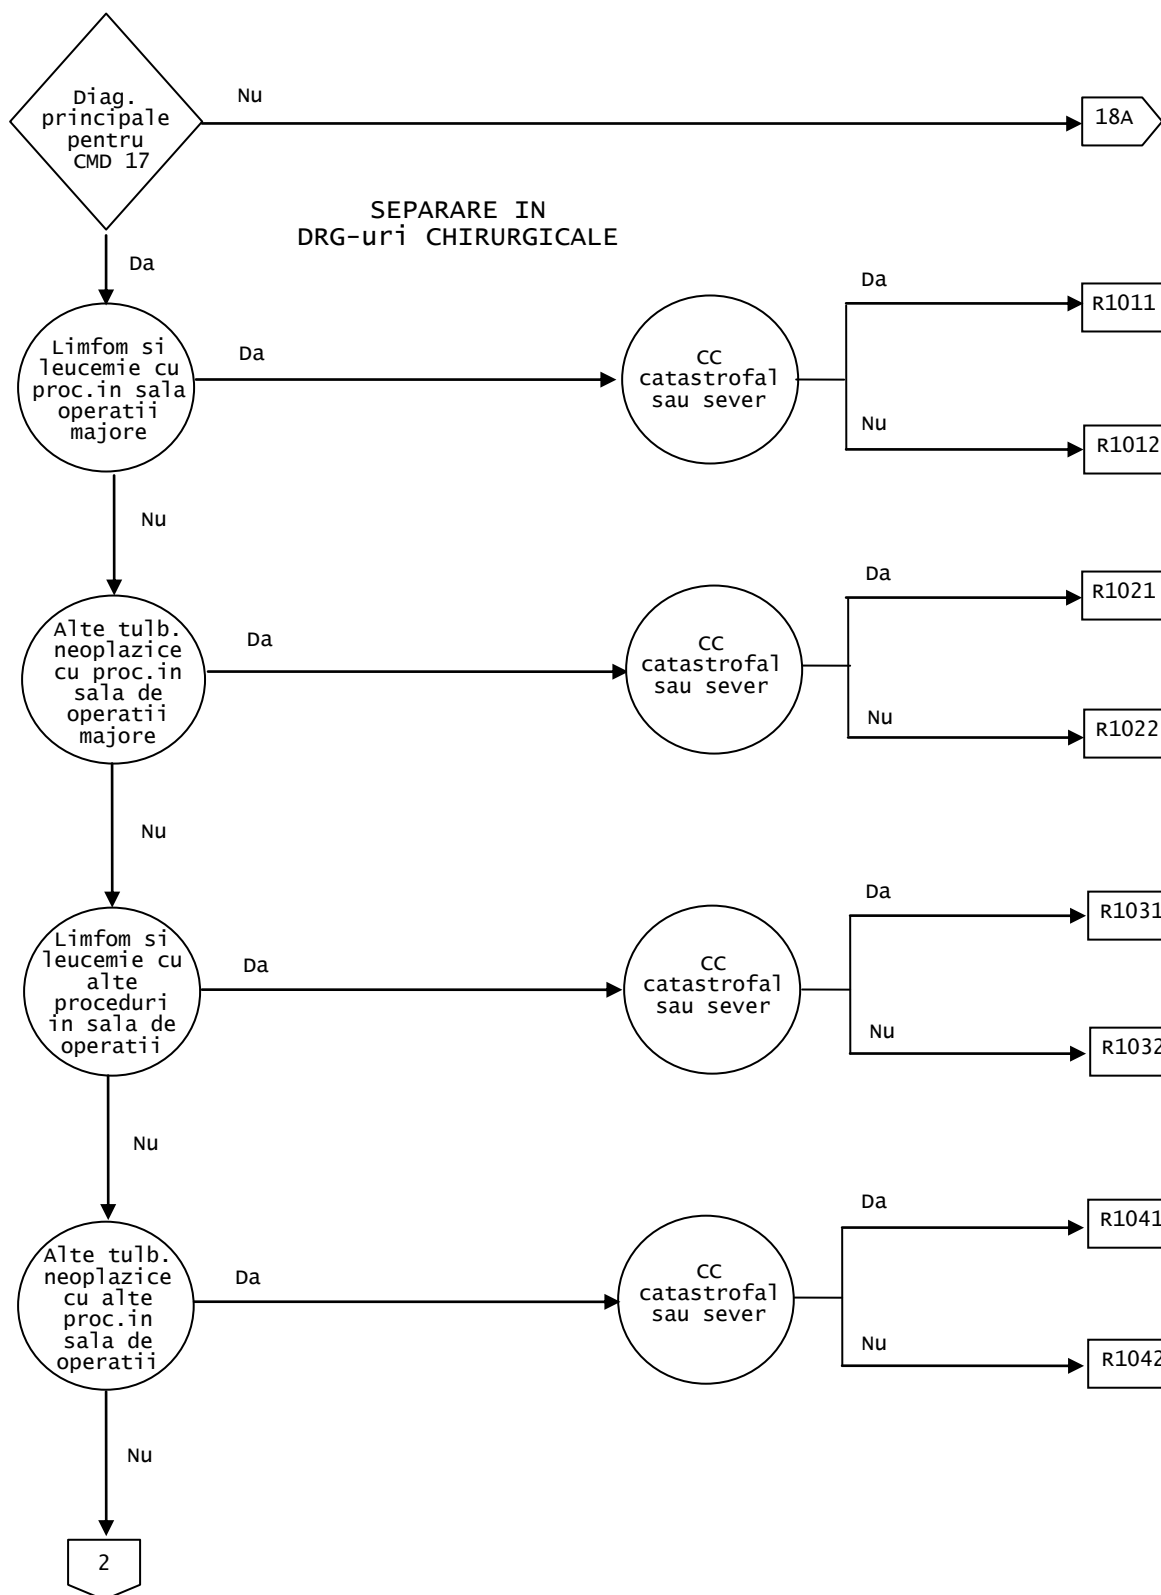 Diag.
principale
pentru
CMD 17
Nu
18A
SEPARARE IN
DRG-uri CHIRURGICALE
Da
Limfom si
leucemie cu
proc.in sala
operatii
majore
Da
CC
catastrofal
sau sever
Da
R1011
Nu
R1012
Nu
Alte tulb.
neoplazice
cu proc.in
sala de
operatii
majore
Da
CC
catastrofal
sau sever
Da
R1021
Nu
R1022
Nu
Limfom si
leucemie cu
alte
proceduri
in sala de
operatii
Da
CC
catastrofal
sau sever
Da
R1031
Nu
R1032
Nu
Alte tulb.
neoplazice
cu alte
proc.in
sala de
operatii
Da
CC
catastrofal
sau sever
Da
R1041
Nu
R1042
Nu
2